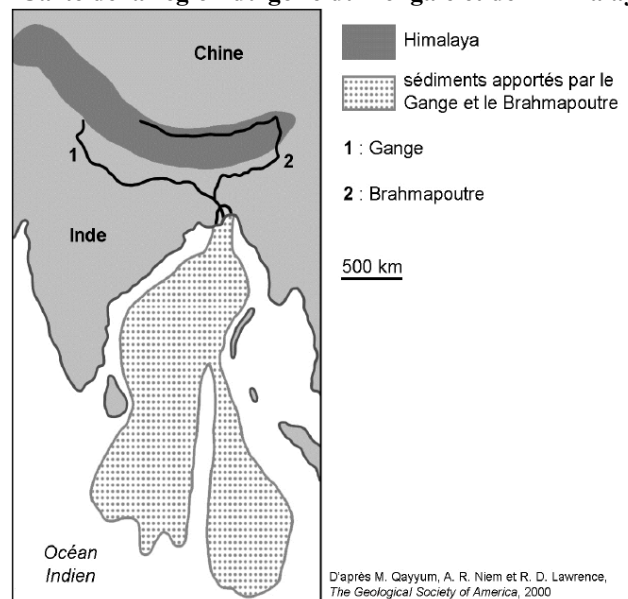 Chine
Inde
Océan
Indien
1
2
Himalaya
sédiments apportés par le
Gange et le Brahmapoutre
1 : Gange
2 : Brahmapoutre
500 km
D'après M. Qayyum, A. R. Niem et R. D. Lawrence,
The Geological Society of America, 2000